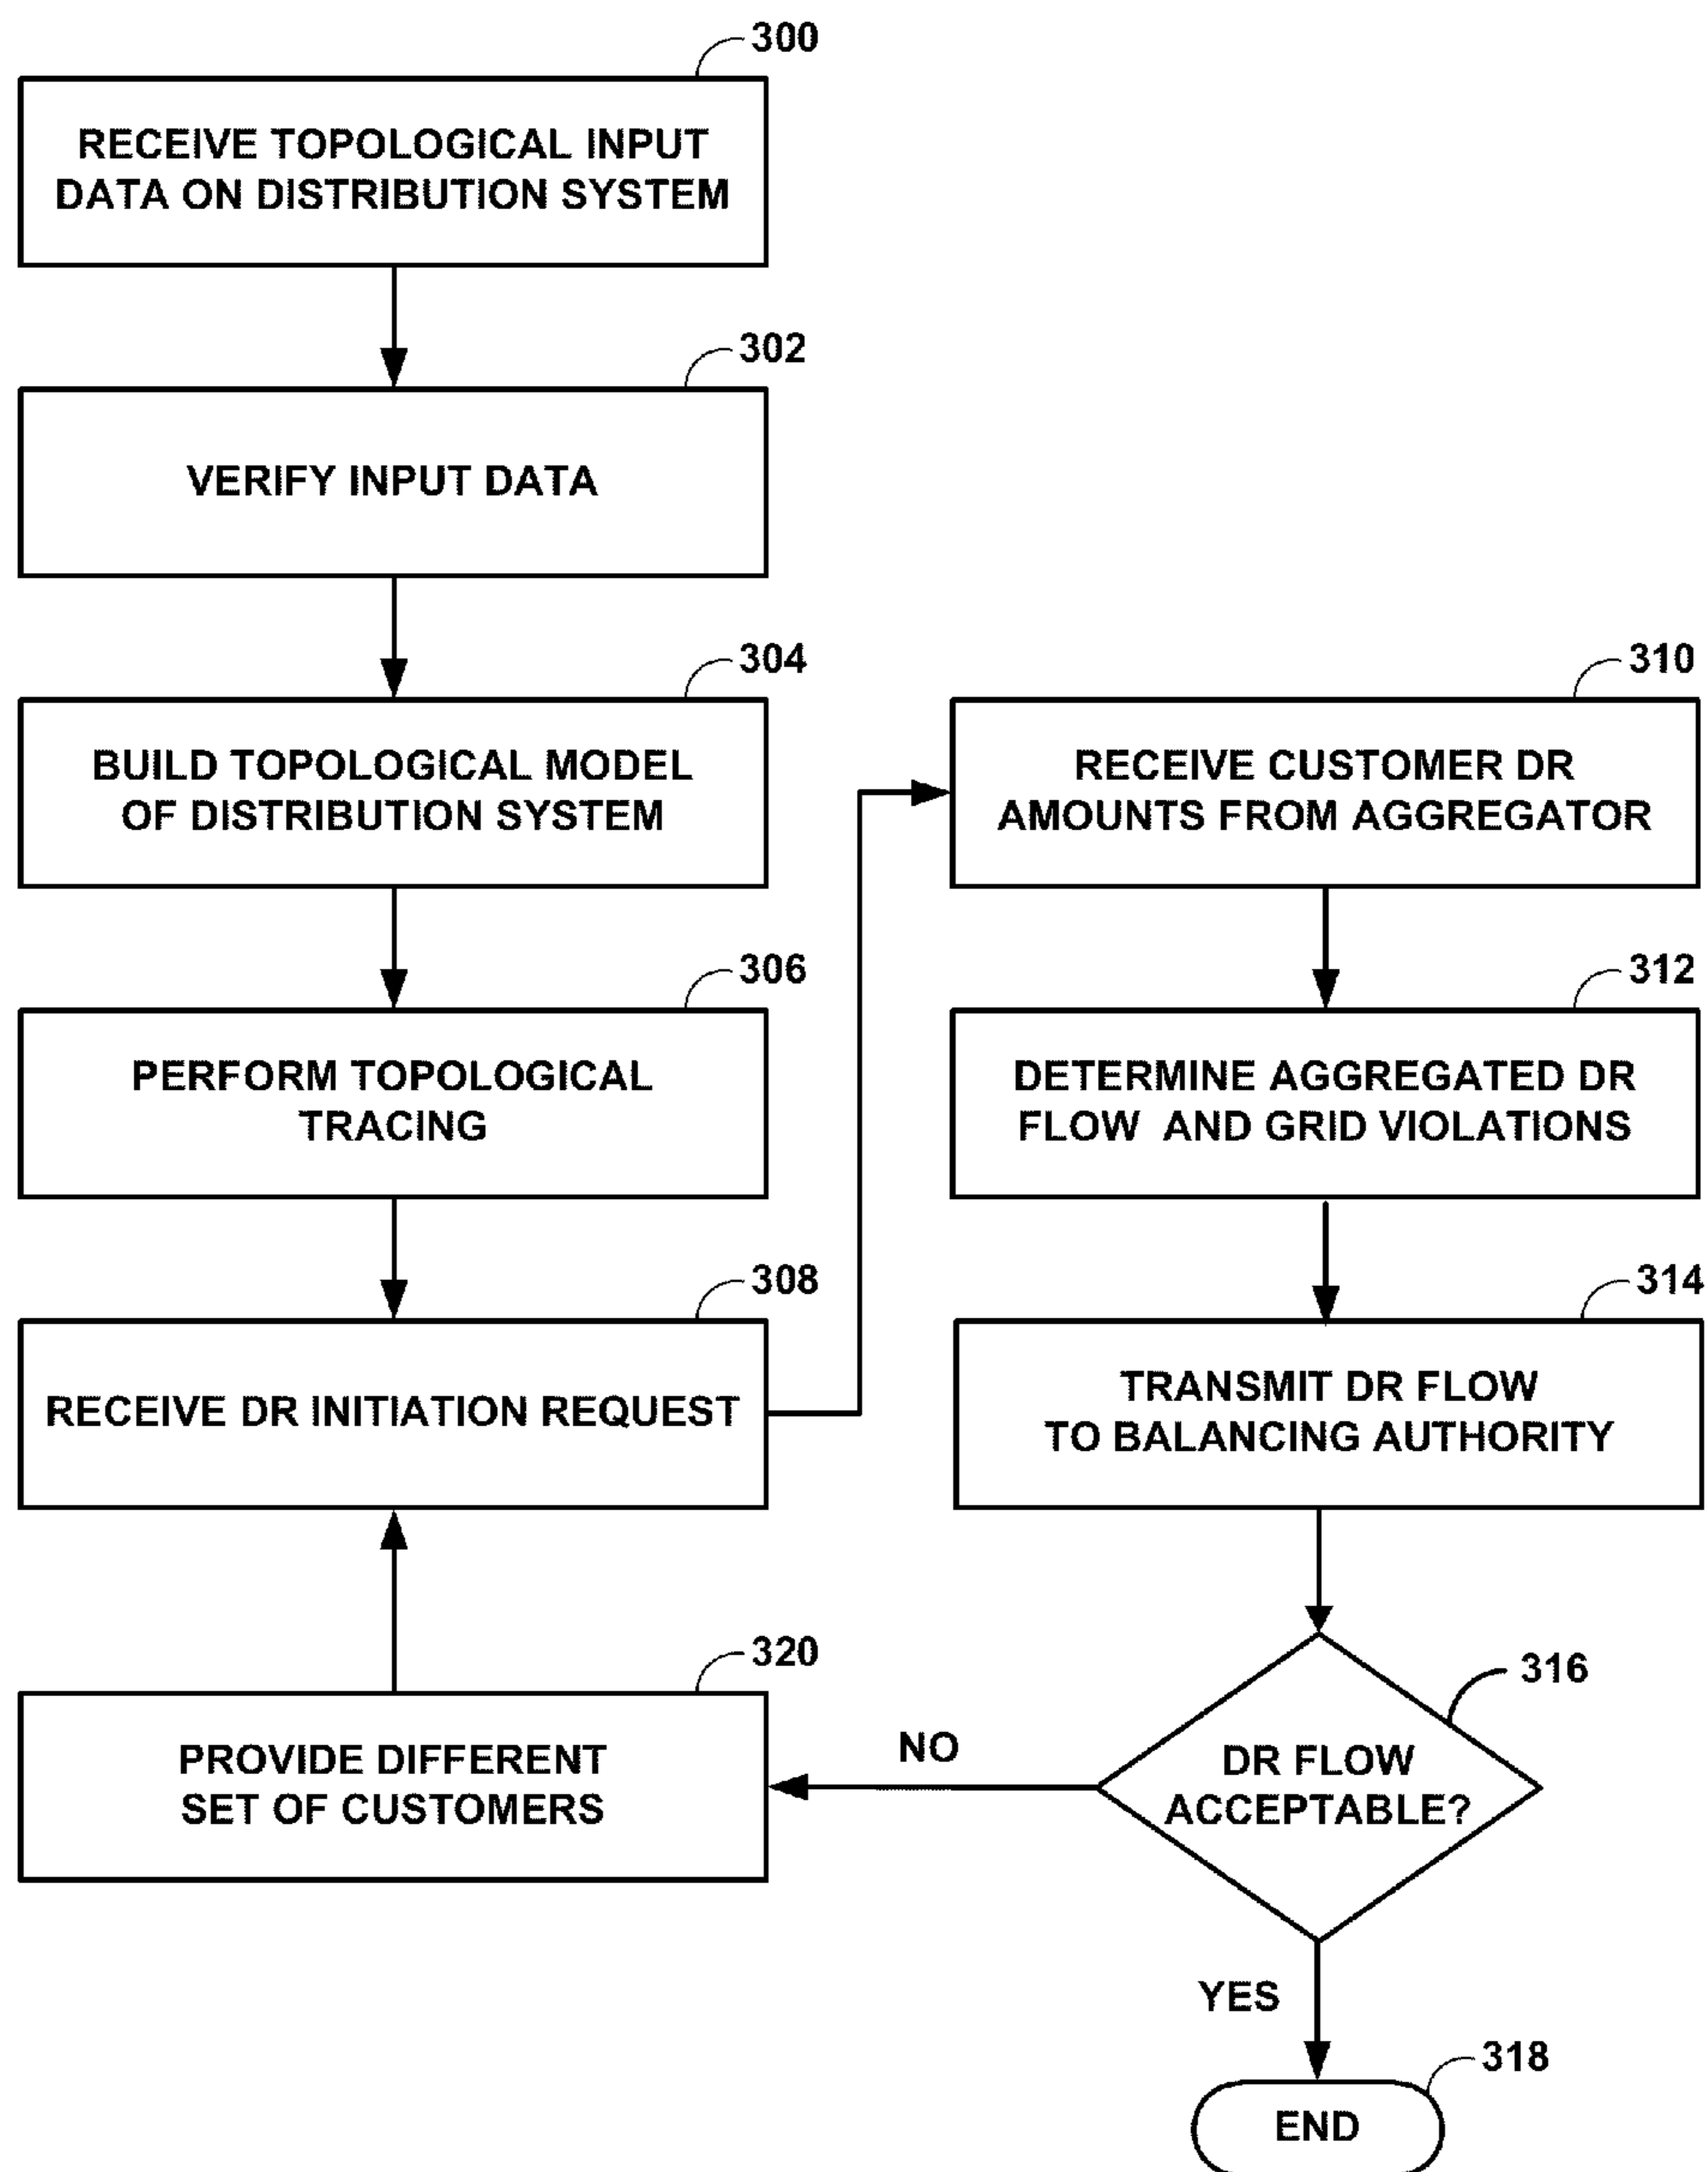 300
RECEIVE TOPOLOGICAL INPUT
DATA ON DISTRIBUTION SYSTEM
302
VERIFY INPUT DATA
304
BUILD TOPOLOGICAL MODEL
OF DISTRIBUTION SYSTEM
306
PERFORM TOPOLOGICAL
TRACING
308
RECEIVE DR INITIATION REQUEST
310
RECEIVE CUSTOMER DR
AMOUNTS FROM AGGREGATOR
312
DETERMINE AGGREGATED DR
FLOW AND GRID VIOLATIONS
314
TRANSMIT DR FLOW
TO BALANCING AUTHORITY
316
DR FLOW
ACCEPTABLE?
NO
320
PROVIDE DIFFERENT
SET OF CUSTOMERS
YES
318
END